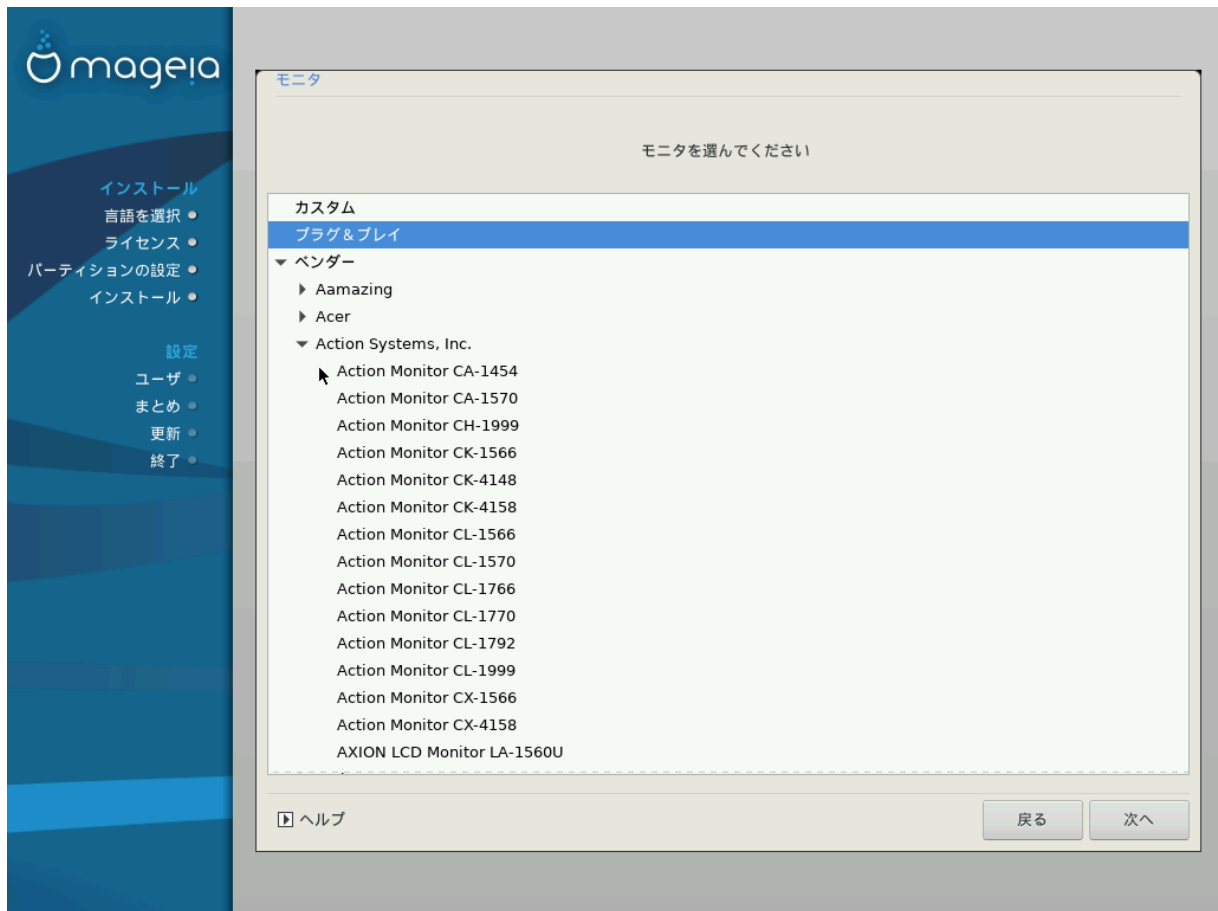 mageia
インストール
言語を選択
ライセンス
パーティションの設定
インストール
設定
ユーザ
まとめ
更新
終了
モニタ
モニタを選んでください
カスタム
プラグ＆プレイ
ベンダー
Aamazing
Acer
Action Systems, Inc.
Action Monitor CA-1454
Action Monitor CA-1570
Action Monitor CH-1999
Action Monitor CK-1566
Action Monitor CK-4148
Action Monitor CK-4158
Action Monitor CL-1566
Action Monitor CL-1570
Action Monitor CL-1766
Action Monitor CL-1770
Action Monitor CL-1792
Action Monitor CL-1999
Action Monitor CX-1566
Action Monitor CX-4158
AXION LCD Monitor LA-1560U
ヘルプ
戻る
次へ